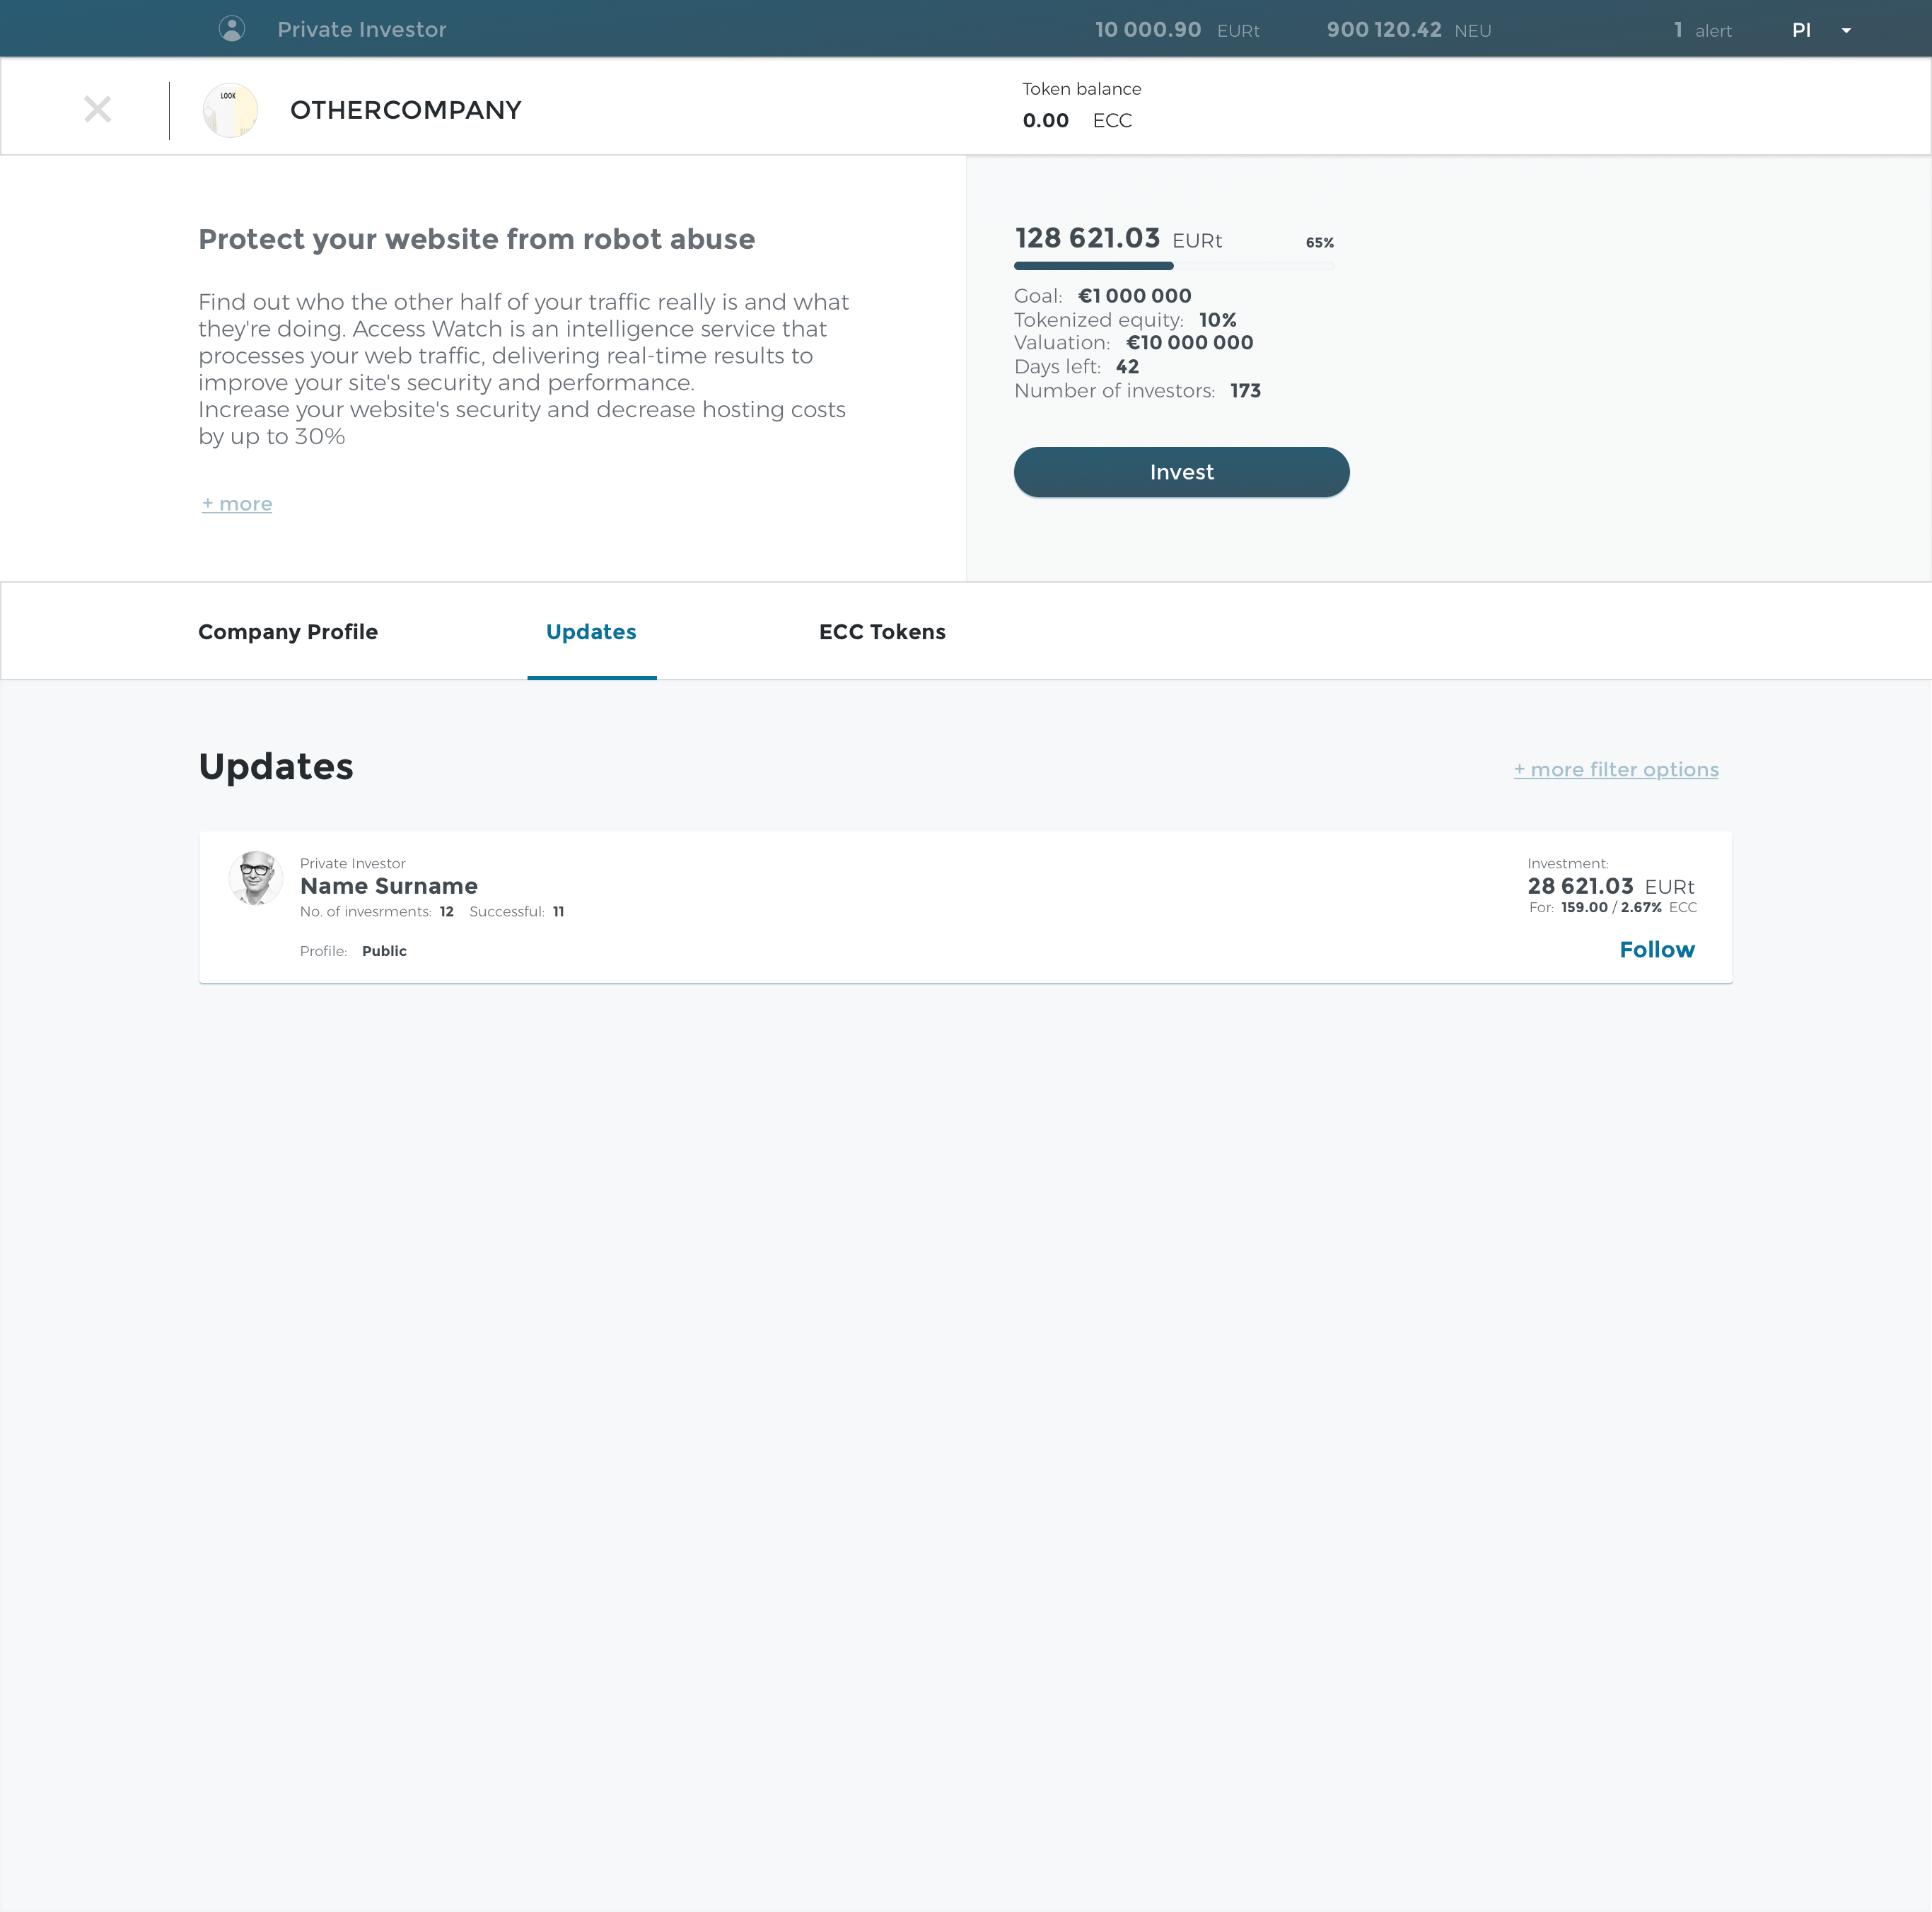 Private Investor 10 000.90 EURt 900 120.42 NEU 1 alert PI
LOOK
OTHERCOMPANY
Token balance
0.00 ECC
Protect your website from robot abuse
Find out who the other half of your traffic really is and what
they're doing. Access Watch is an intelligence service that
processes your web traffic, delivering real-time results to
improve your site's security and performance.
Increase your website's security and decrease hosting costs
by up to 30%
+ more
128 621.03 EURt 65%
Goal: €1 000 000
Tokenized equity: 10%
Valuation: €10 000 000
Days left: 42
Number of investors: 173
Invest
Company Profile Updates ECC Tokens
Updates
+ more filter options
Private Investor
Name Surname
No. of invesrments: 12 Successful: 11
Profile: Public
Investment:
28 621.03 EURt
For: 159.00 / 2.67% ECC
Follow